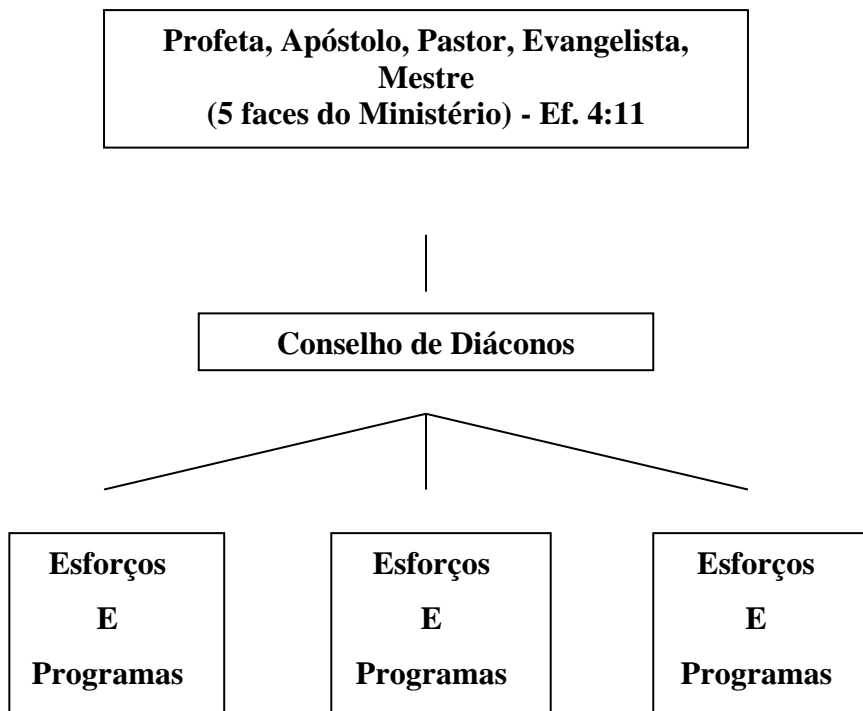 Profeta, Apóstolo, Pastor, Evangelista,
Mestre
(5 faces do Ministério) - Ef. 4:11
Conselho de Diáconos
Esforços
E
Programas
Esforços
E
Programas
Esforços
E
Programas